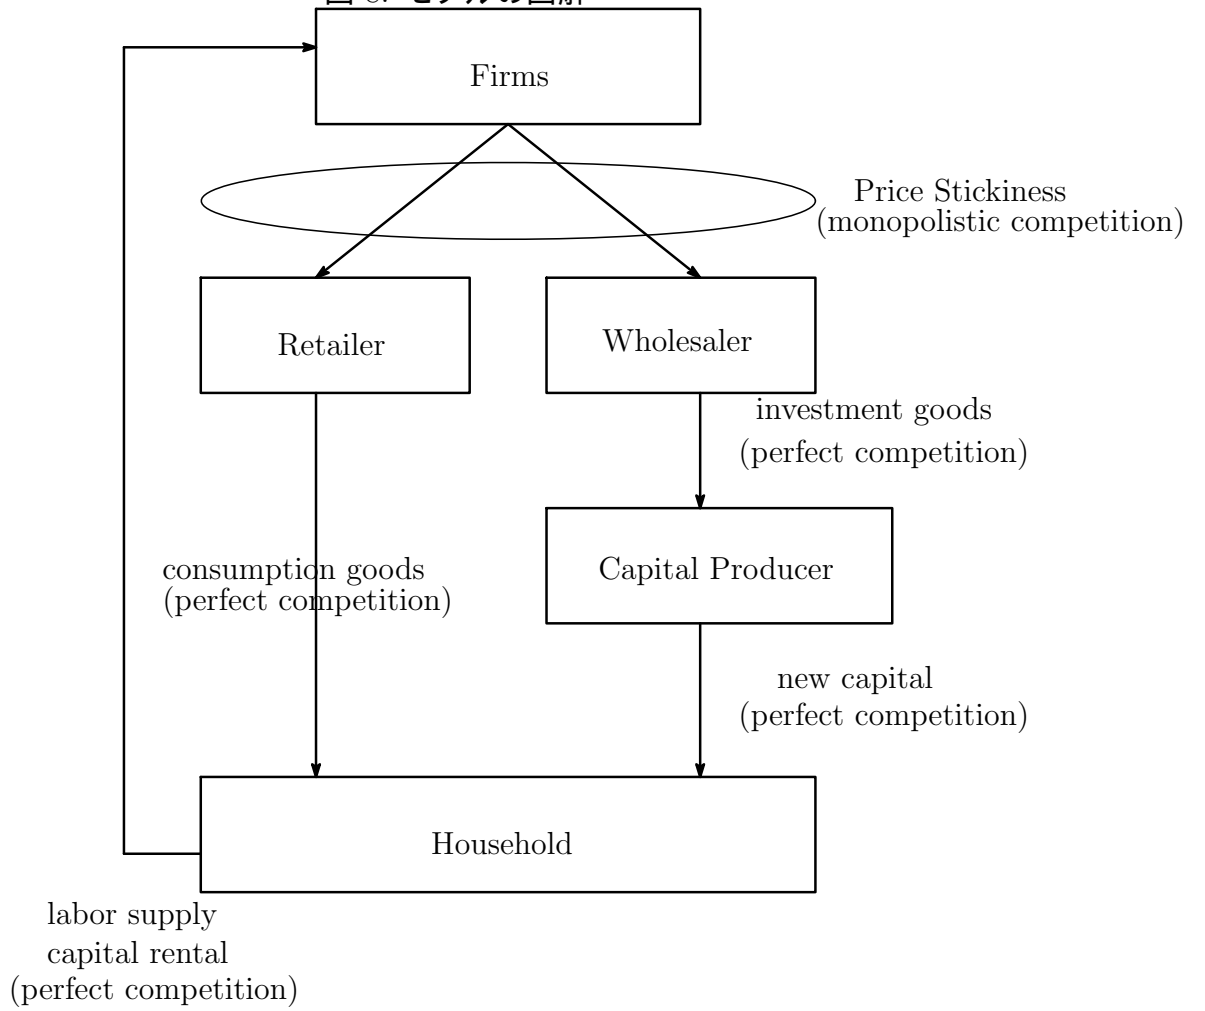 Firms
Price Stickiness
(monopolistic competition)
Retailer
Wholesaler
investment goods
(perfect competition)
consumption goods
(perfect competition)
Capital Producer
new capital
(perfect competition)
Household
labor supply
capital rental
(perfect competition)